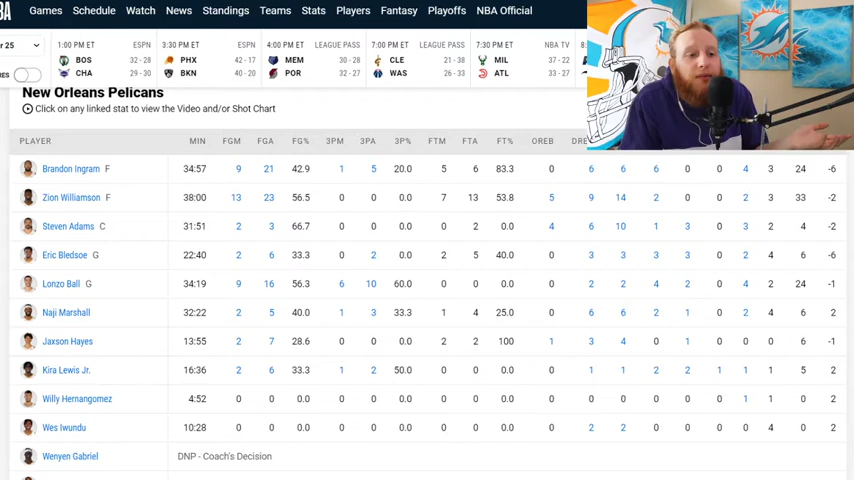 BA Games Schedule Watch News Standings Teams Stats Players Fantasy Playoffs NBA Official
r 25 1:00 PM ET ESPN 3:30 PM ET ESPN 4:00 PM ET LEAGUE PASS 7:00 PM ET LEAGUE PASS 7:30 PM ET NBA TV 8:
BOS 32 - 28 PHX 42 - 17 MEM 30 - 28 CLE 21 - 38 MIL 37 - 22
RES CHA 29 - 30 BKN 40 - 20 POR 32 - 27 WAS 26 - 33 ATL 33 - 27
New Orleans Pelicans
Click on any linked stat to view the Video and/or Shot Chart
PLAYER MIN FGM FGA FG% 3PM 3PA 3P% FTM FTA FT% OREB DRE
Brandon Ingram F 34:57 9 21 42.9 1 5 20.0 5 6 83.3 0 6 6 6 0 0 4 3 24 -6
Zion Williamson F 38:00 13 23 56.5 0 0 0.0 7 13 53.8 5 9 14 2 0 0 2 3 33 -2
Steven Adams C 31:51 2 3 66.7 0 0 0.0 0 2 0.0 4 6 10 1 3 0 3 2 4 -2
Eric Bledsoe G 22:40 2 6 33.3 0 2 0.0 2 5 40.0 0 3 3 3 3 0 2 4 6 -6
Lonzo Ball G 34:19 9 16 56.3 6 10 60.0 0 0 0.0 0 2 2 4 2 0 4 2 24 -1
Naji Marshall 32:22 2 5 40.0 1 3 33.3 1 4 25.0 0 6 6 2 1 0 2 4 6 2
Jaxson Hayes 13:55 2 7 28.6 0 0 0.0 2 2 100 1 3 4 0 1 0 0 0 6 -1
Kira Lewis Jr. 16:36 2 6 33.3 1 2 50.0 0 0 0.0 0 1 1 2 2 1 1 1 5 2
Willy Hernangomez 4:52 0 0 0.0 0 0 0.0 0 0 0.0 0 0 0 0 0 0 1 1 0 2
Wes Iwundu 10:28 0 0 0.0 0 0 0.0 0 0 0.0 0 2 2 0 0 0 0 4 0 2
Wenyen Gabriel DNP - Coach's Decision